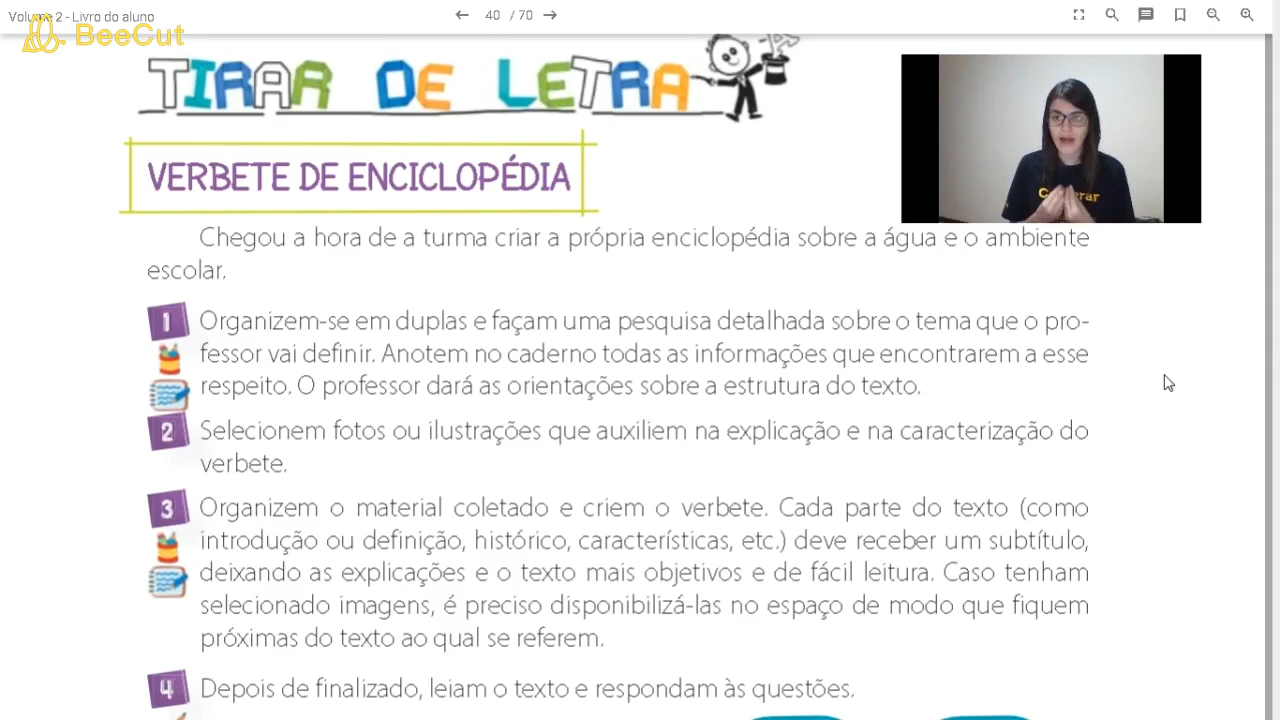 Volume 2 - Livro do aluno
40 / 70
BeeCut
TIRAR DE LETRA
VERBETE DE ENCICLOPÉDIA
Chegou a hora de a turma criar a própria enciclopédia sobre a água e o ambiente
escolar.
1 Organizem-se em duplas e façam uma pesquisa detalhada sobre o tema que o pro-
fessor vai definir. Anotem no caderno todas as informações que encontrarem a esse
respeito. O professor dará as orientações sobre a estrutura do texto.
2 Selecionem fotos ou ilustrações que auxiliem na explicação e na caracterização do
verbete.
3 Organizem o material coletado e criem o verbete. Cada parte do texto (como
introdução ou definição, histórico, características, etc.) deve receber um subtítulo,
deixando as explicações e o texto mais objetivos e de fácil leitura. Caso tenham
selecionado imagens, é preciso disponibilizá-las no espaço de modo que fiquem
próximas do texto ao qual se referem.
4 Depois de finalizado, leiam o texto e respondam às questões.